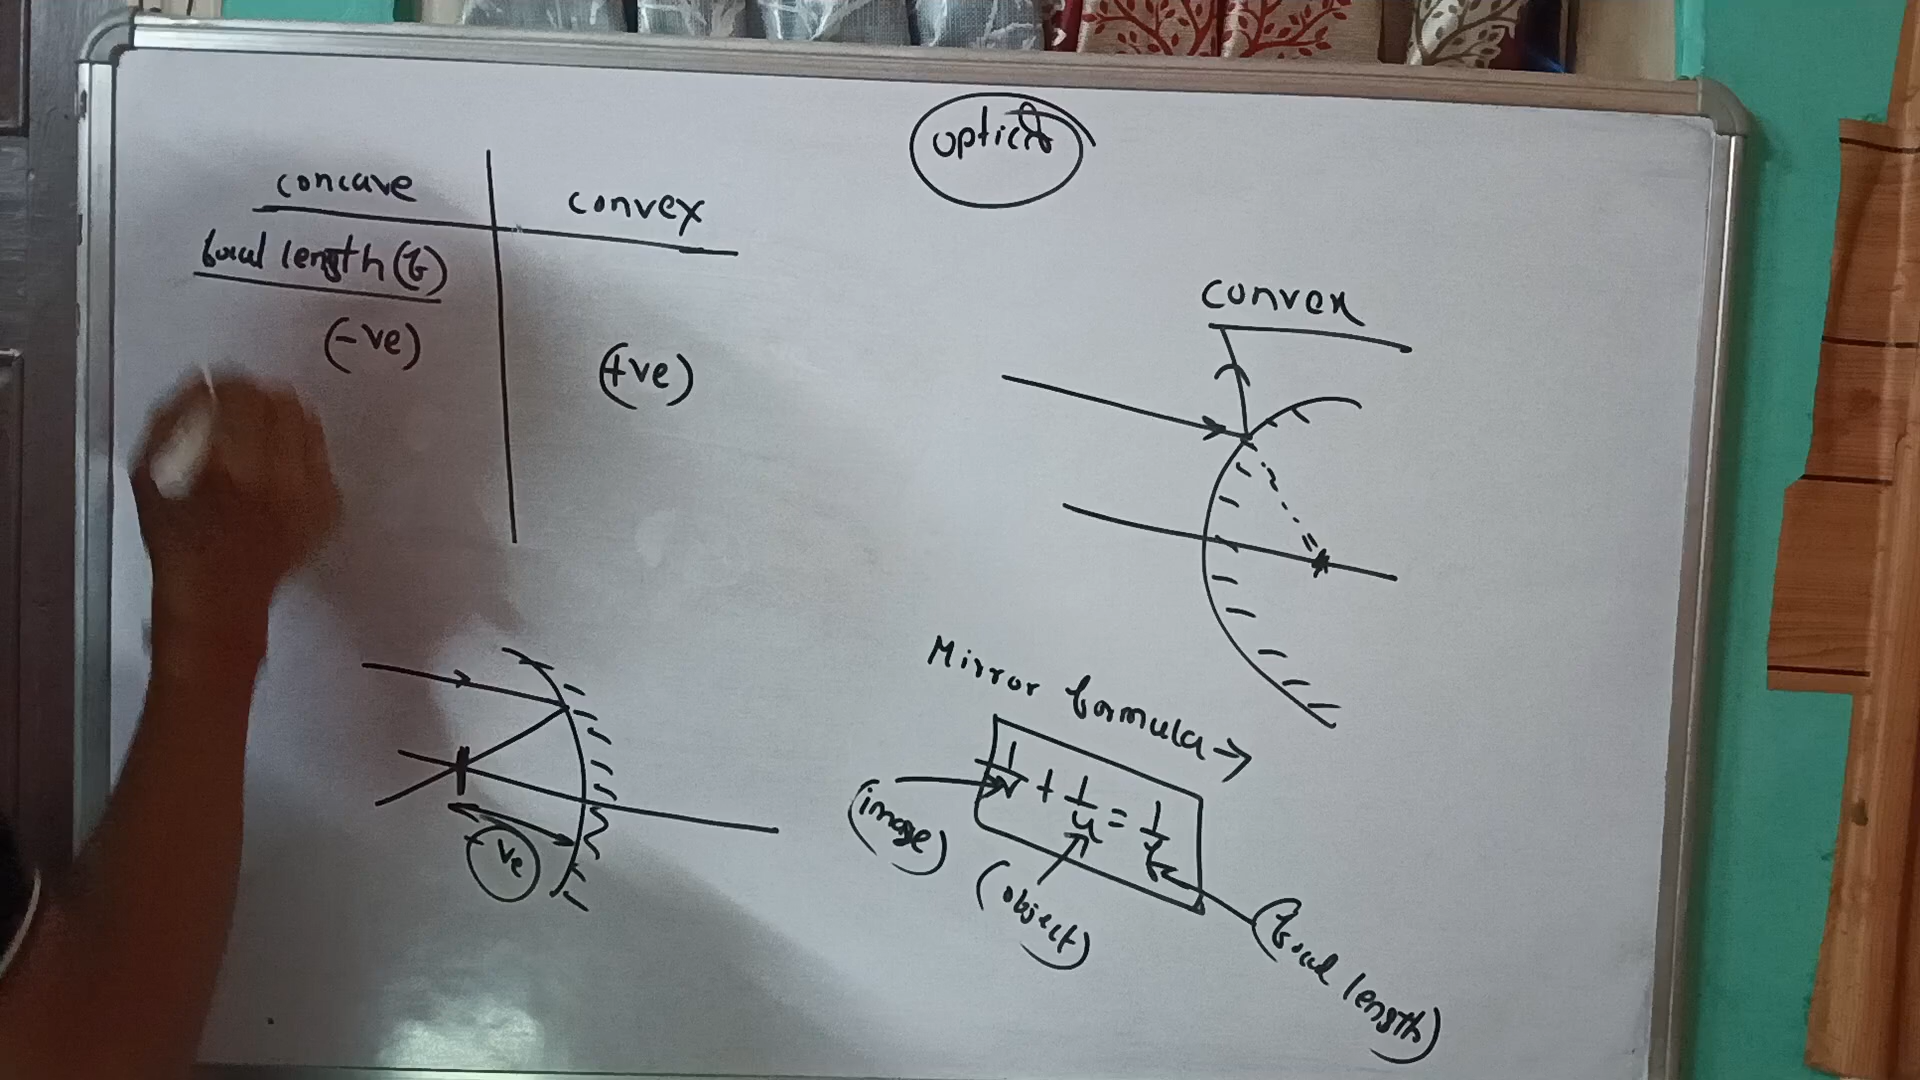 optics
concave
convex
focal length (f)
(-ve)
(+ve)
convex
-ve
Mirror formula →
1/v + 1/u = 1/f
(image)
(object)
(focal length)